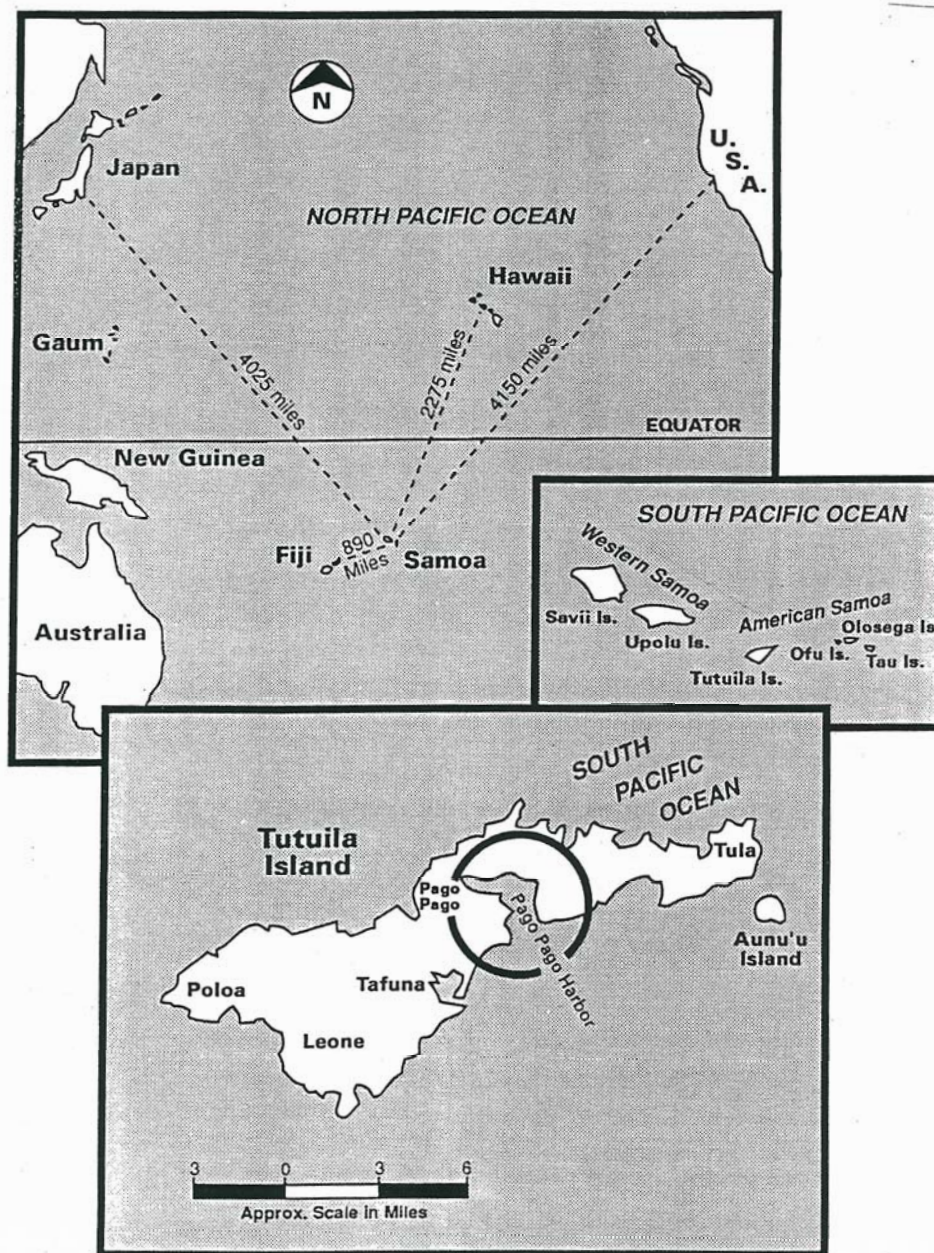 N
U.
S.
A.
Japan
NORTH PACIFIC OCEAN
Hawaii
Gaum
4025 miles
2275 miles
4150 miles
EQUATOR
New Guinea
Fiji
890
Miles
Samoa
Australia
SOUTH PACIFIC OCEAN
Western Samoa
Savii Is.
Upolu Is.
American Samoa
Olosega Is
Ofu Is.
Tau Is.
Tutuila Is.
SOUTH
PACIFIC
OCEAN
Tutuila
Island
Tula
Pago
Pago
Pago Pago Harbor
Aunu'u
Island
Poloa
Tafuna
Leone
3 0 3 6
Approx. Scale in Miles